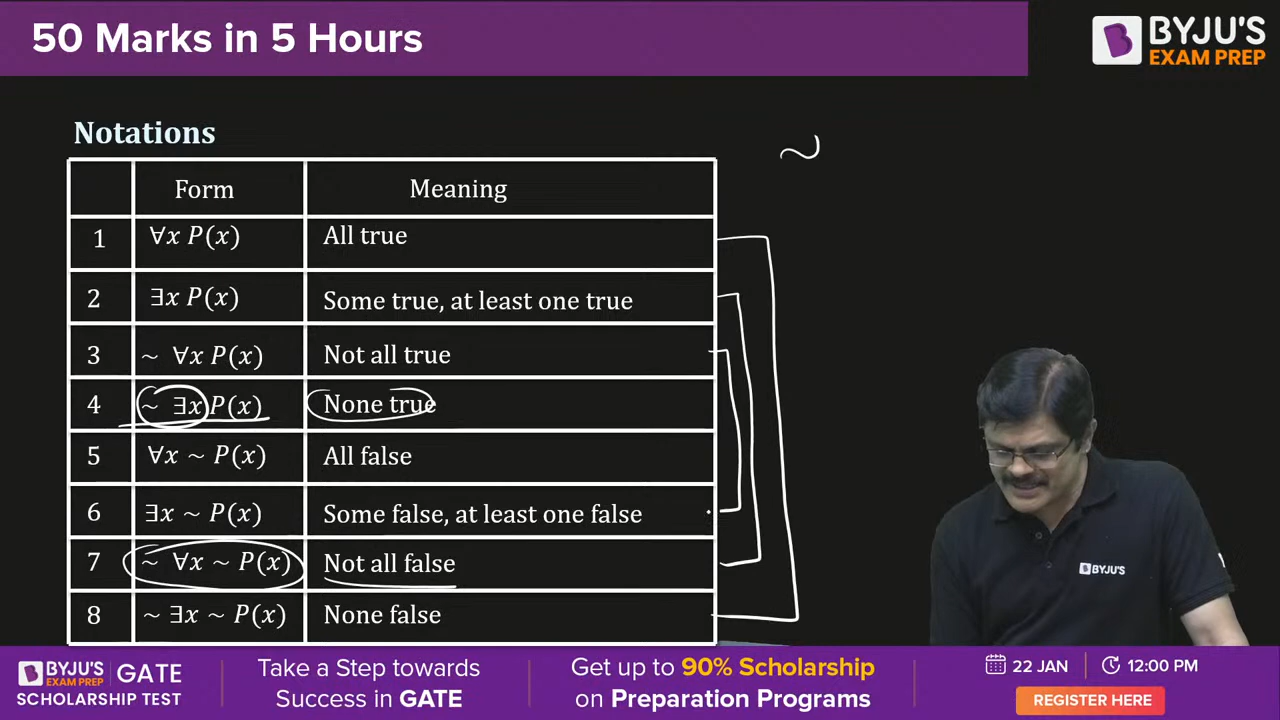 50 Marks in 5 Hours
BYJU'S
EXAM PREP
Notations
Form Meaning
1 ∀x P(x) All true
2 ∃x P(x) Some true, at least one true
3 ~ ∀x P(x) Not all true
4 ~ ∃x P(x) None true
5 ∀x ~ P(x) All false
6 ∃x ~ P(x) Some false, at least one false
7 ~ ∀x ~ P(x) Not all false
8 ~ ∃x ~ P(x) None false
~
BYJU'S
BYJU'S EXAM PREP GATE
SCHOLARSHIP TEST
Take a Step towards
Success in GATE
Get up to 90% Scholarship
on Preparation Programs
22 JAN 12:00 PM
REGISTER HERE